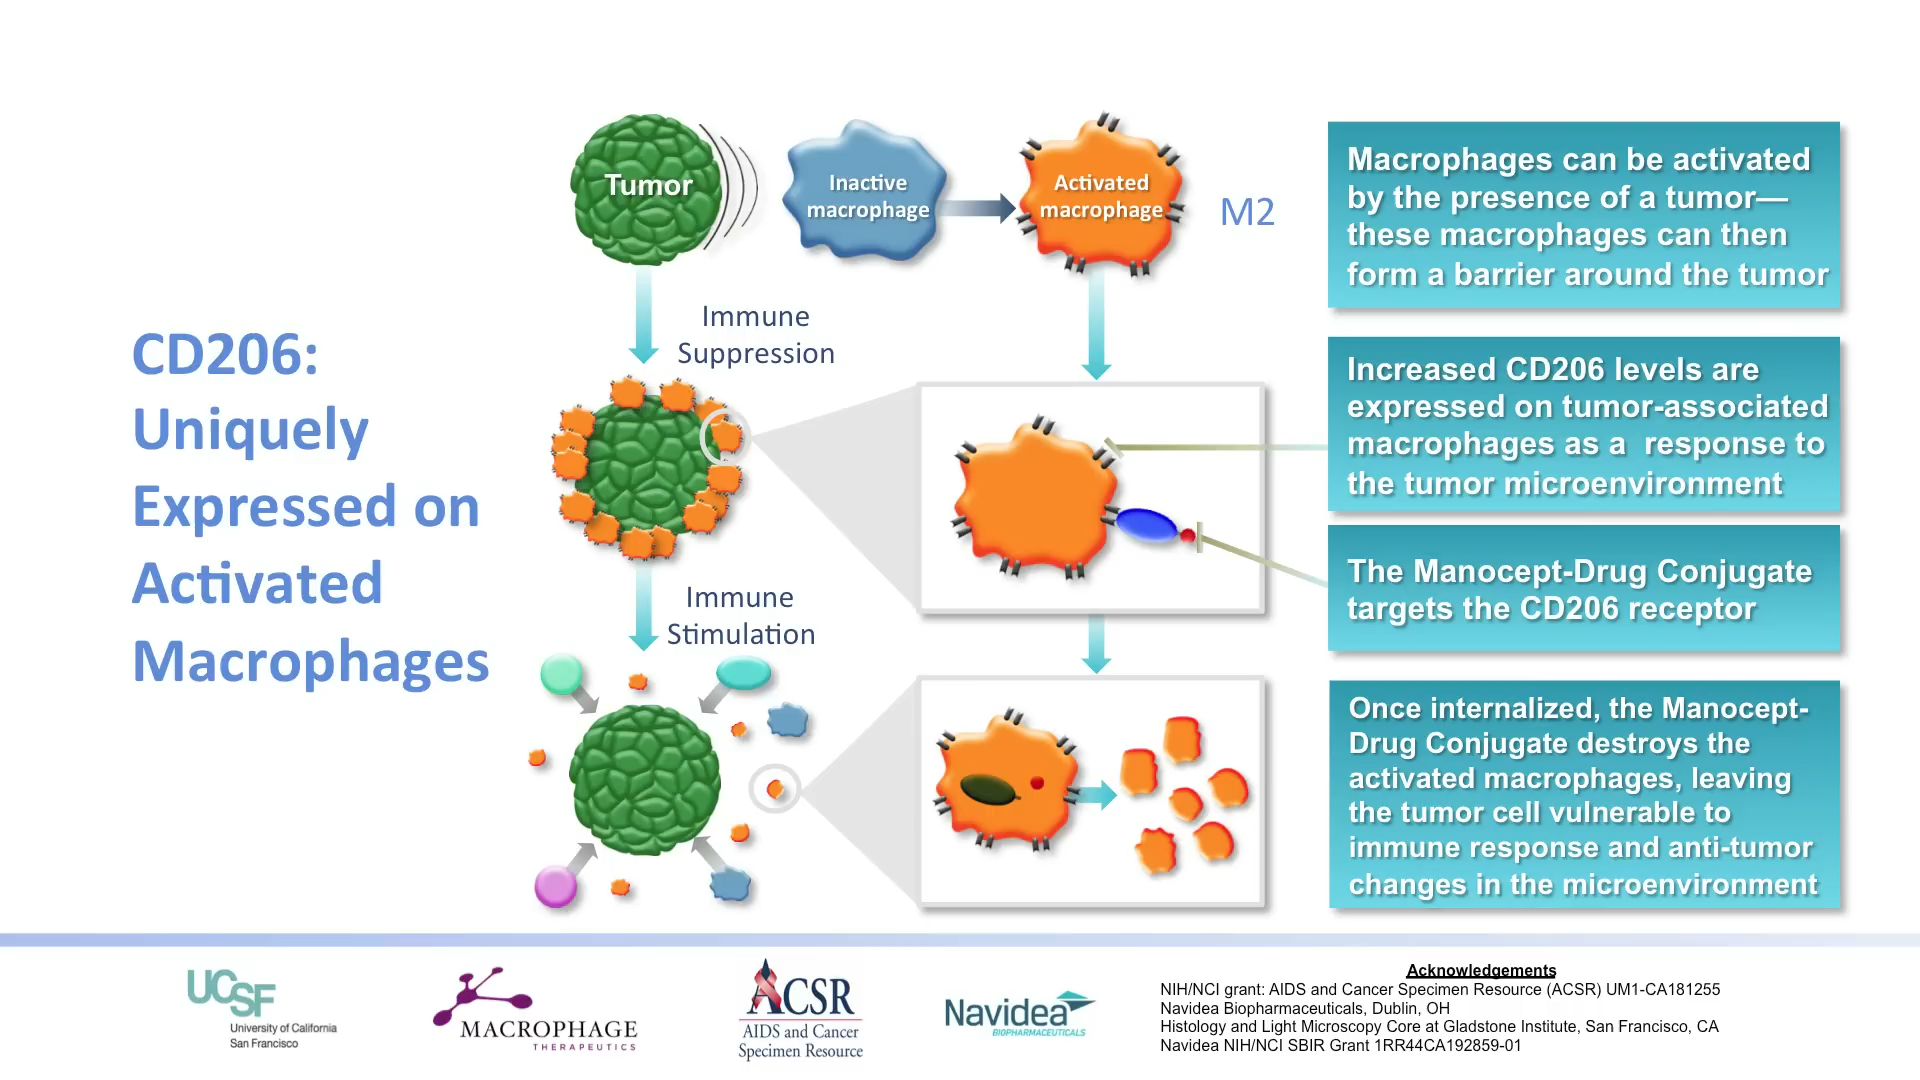 CD206:
Uniquely
Expressed on
Activated
Macrophages
Tumor
Inactive
macrophage
Activated
macrophage
M2
Immune
Suppression
Immune
Stimulation
Macrophages can be activated
by the presence of a tumor—
these macrophages can then
form a barrier around the tumor
Increased CD206 levels are
expressed on tumor-associated
macrophages as a response to
the tumor microenvironment
The Manocept-Drug Conjugate
targets the CD206 receptor
Once internalized, the Manocept-
Drug Conjugate destroys the
activated macrophages, leaving
the tumor cell vulnerable to
immune response and anti-tumor
changes in the microenvironment
UCSF
University of California
San Francisco
MACROPHAGE
THERAPEUTICS
ACSR
AIDS and Cancer
Specimen Resource
Navidea
BIOPHARMACEUTICALS
Acknowledgements
NIH/NCI grant: AIDS and Cancer Specimen Resource (ACSR) UM1-CA181255
Navidea Biopharmaceuticals, Dublin, OH
Histology and Light Microscopy Core at Gladstone Institute, San Francisco, CA
Navidea NIH/NCI SBIR Grant 1RR44CA192859-01